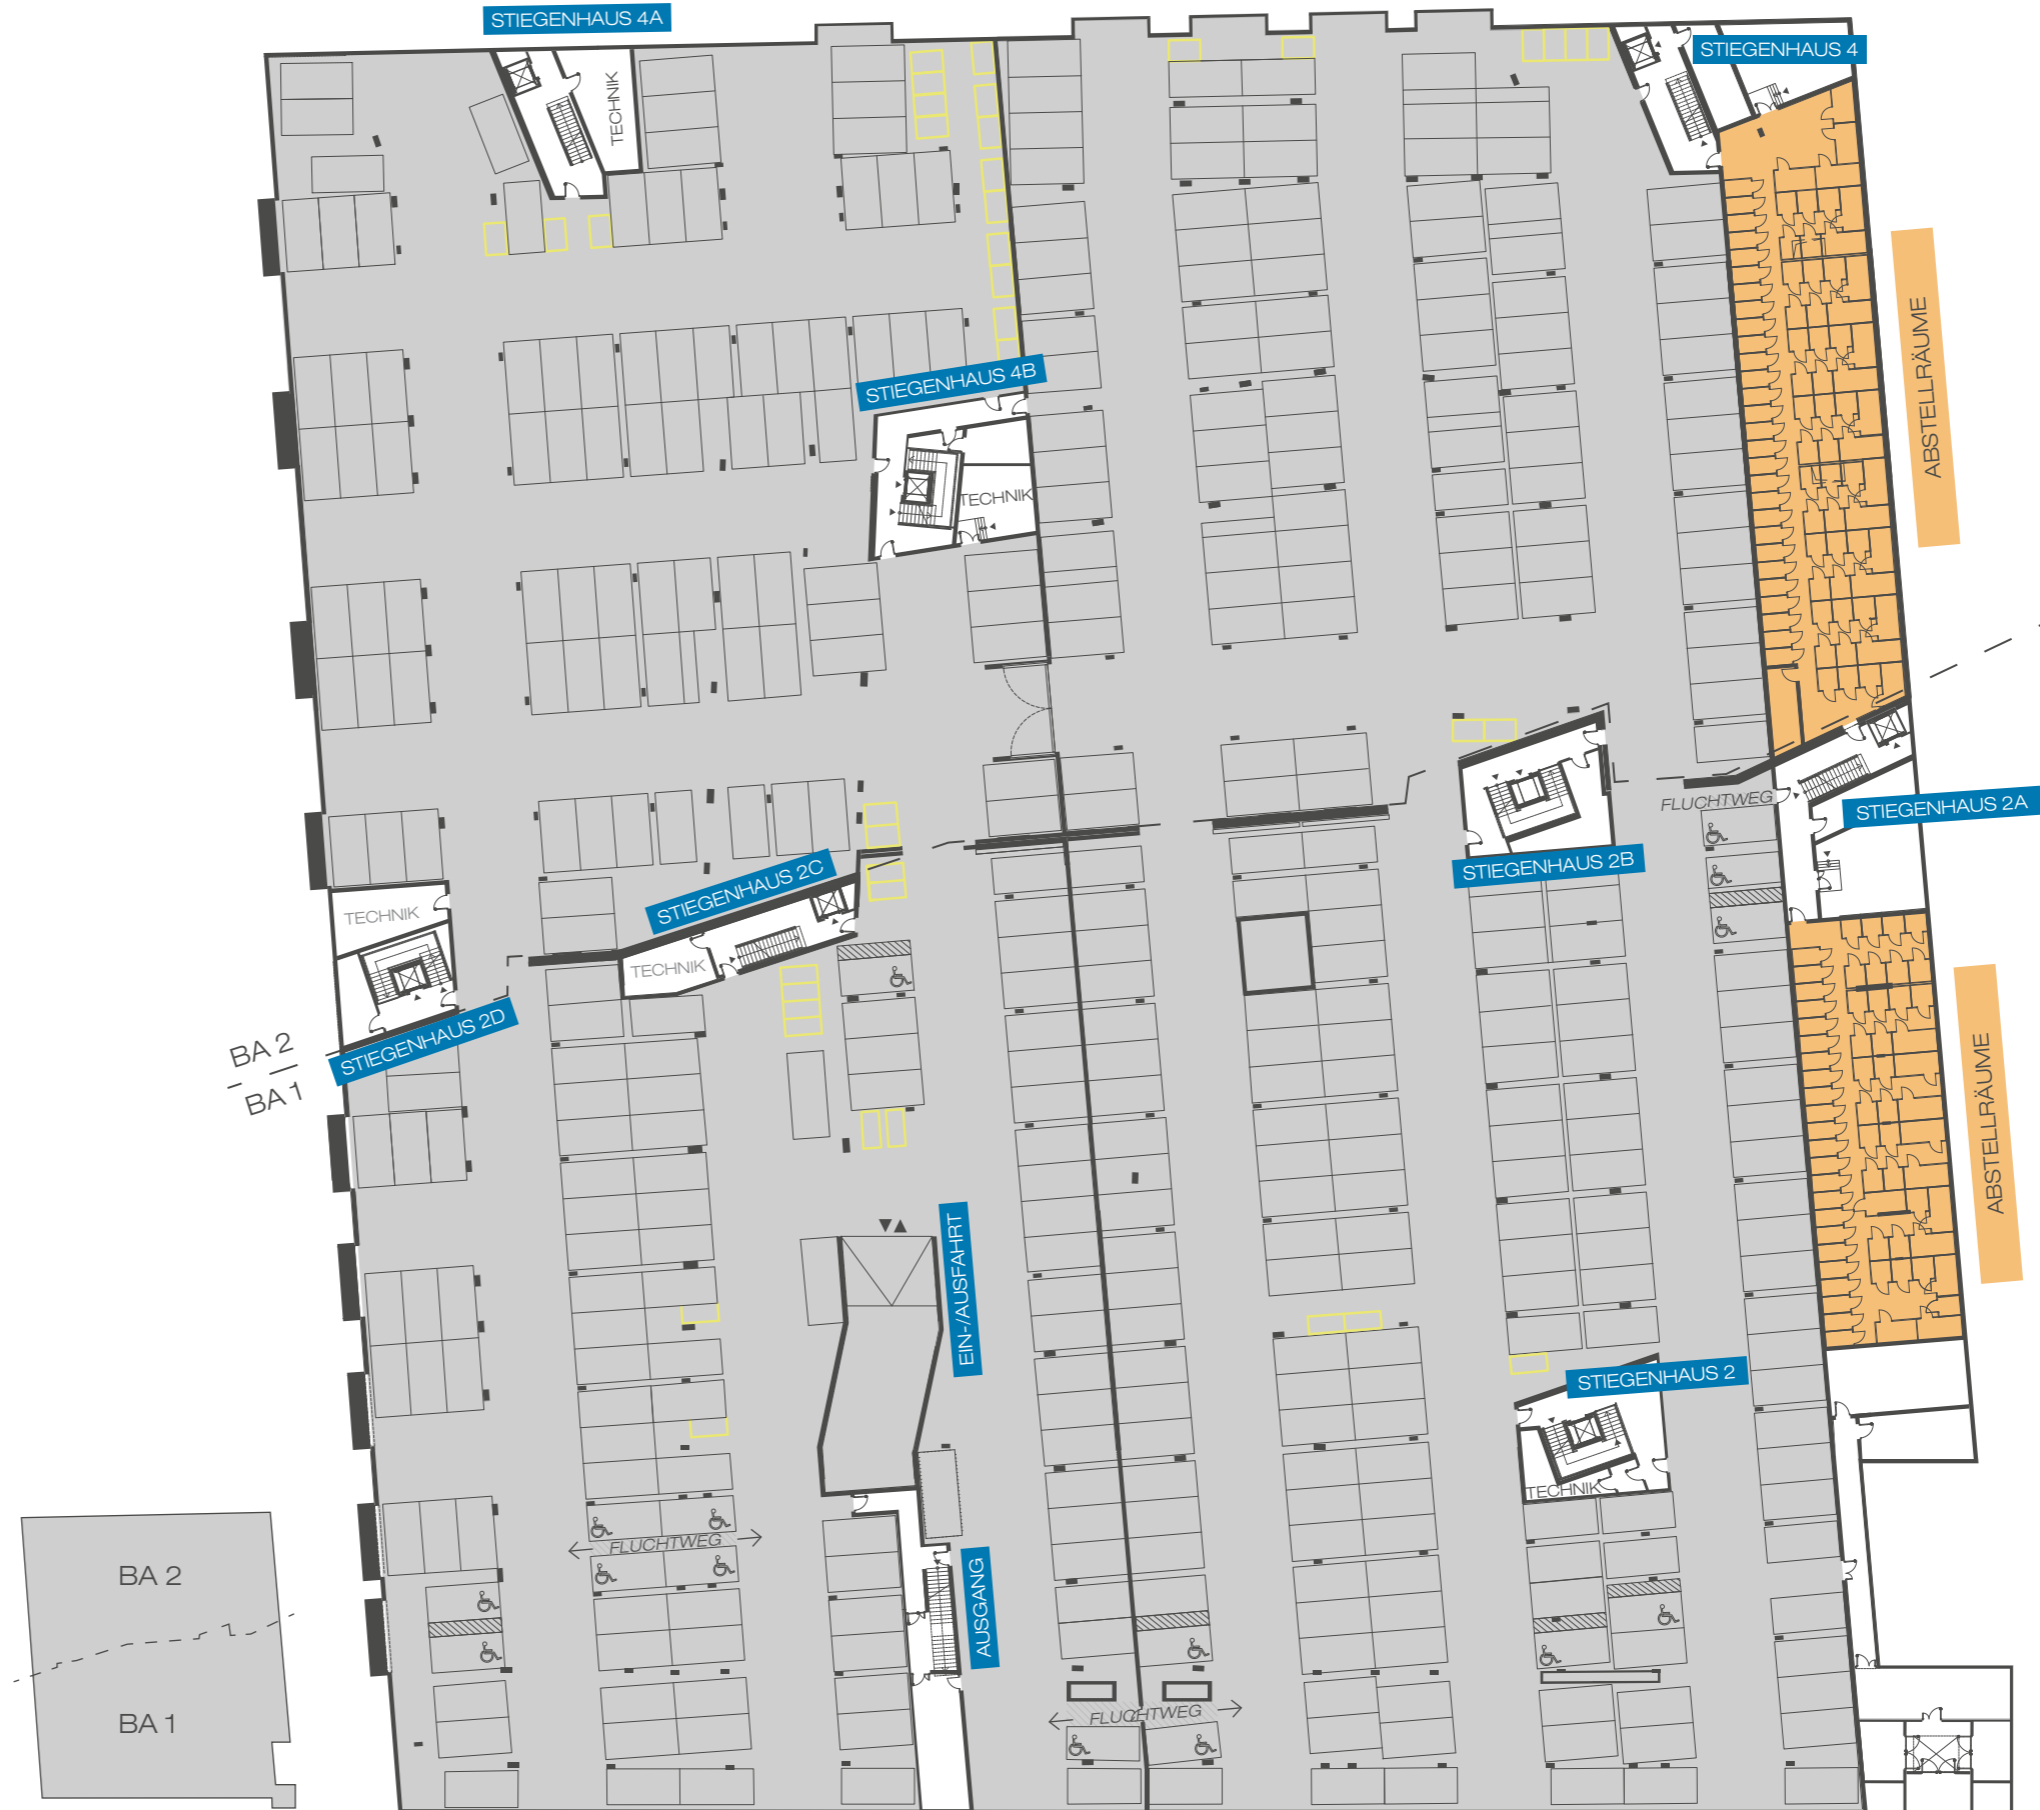 STIEGENHAUS 4A
STIEGENHAUS 4
TECHNIK
ABSTELLRÄUME
STIEGENHAUS 4B
TECHNIK
FLUCHTWEG
STIEGENHAUS 2A
STIEGENHAUS 2B
STIEGENHAUS 2C
TECHNIK
TECHNIK
STIEGENHAUS 2D
BA 2
BA 1
ABSTELLRÄUME
EIN-/AUSFAHRT
STIEGENHAUS 2
TECHNIK
FLUCHTWEG
BA 2
AUSGANG
BA 1
FLUCHTWEG